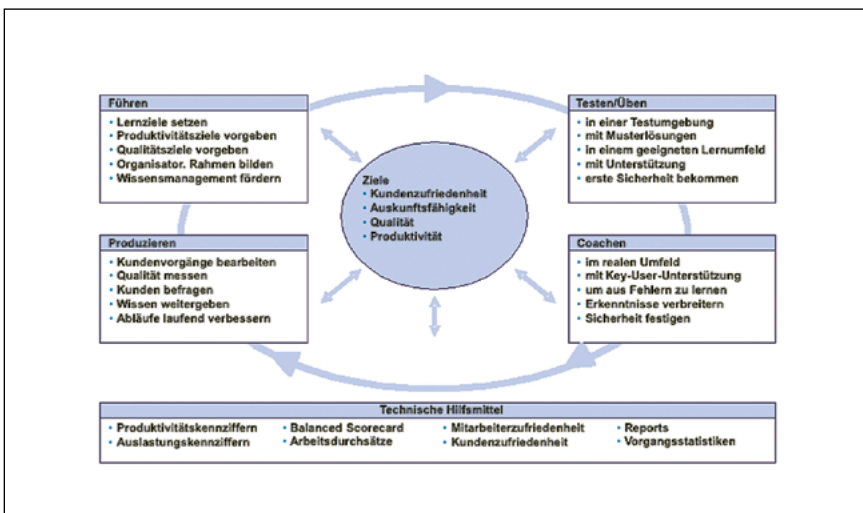 Führen
• Lernziele setzen
• Produktivitätsziele vorgeben
• Qualitätsziele vorgeben
• Organisator. Rahmen bilden
• Wissensmanagement fördern
Testen/Üben
• in einer Testumgebung
• mit Musterlösungen
• in einem geeigneten Lernumfeld
• mit Unterstützung
• erste Sicherheit bekommen
Ziele
• Kundenzufriedenheit
• Auskunftsfähigkeit
• Qualität
• Produktivität
Produzieren
• Kundenvorgänge bearbeiten
• Qualität messen
• Kunden befragen
• Wissen weitergeben
• Abläufe laufend verbessern
Coachen
• im realen Umfeld
• mit Key-User-Unterstützung
• um aus Fehlern zu lernen
• Erkenntnisse verbreitern
• Sicherheit festigen
Technische Hilfsmittel
• Produktivitätskennziffern • Balanced Scorecard • Mitarbeiterzufriedenheit • Reports
• Auslastungskennziffern • Arbeitsdurchsätze • Kundenzufriedenheit • Vorgangsstatistiken